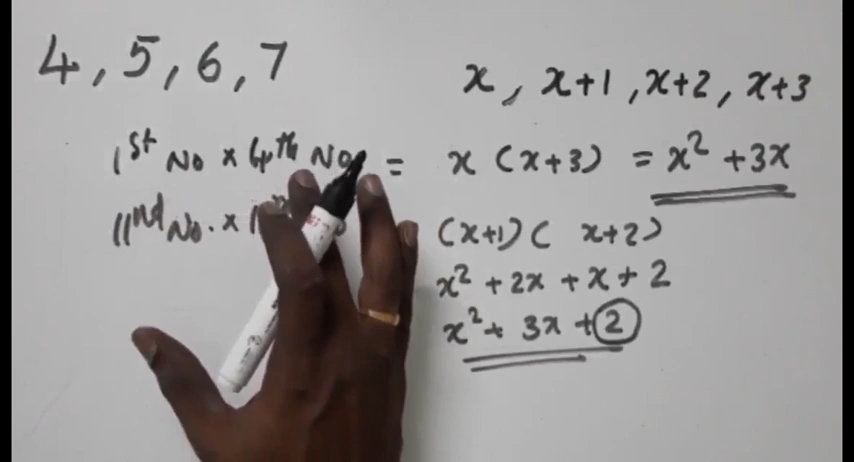 4, 5, 6, 7
x, x+1, x+2, x+3
1st No × 4th No = x (x+3) = x² + 3x
IInd No. × (x+1) ( x+2)
x² + 2x + x + 2
x² + 3x + 2